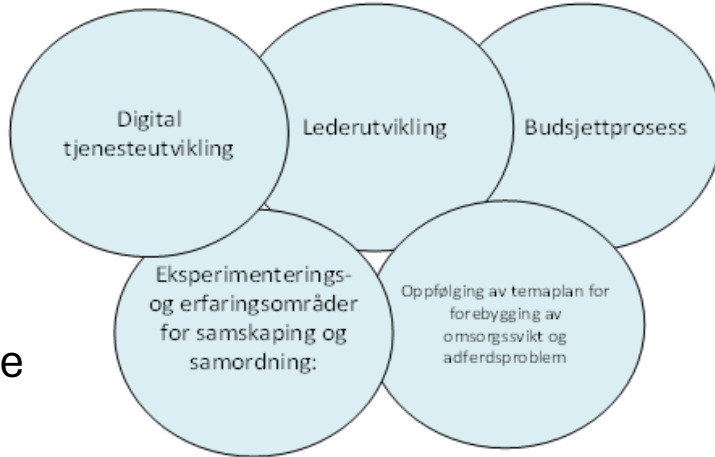 Digital
tjenesteutvikling
Lederutvikling
Budsjettprosess
Eksperimenterings-
og erfaringsområder
for samskaping og
samordning:
Oppfølging av temaplan for
forebygging av
omsorgssvikt og
adferdsproblem
e